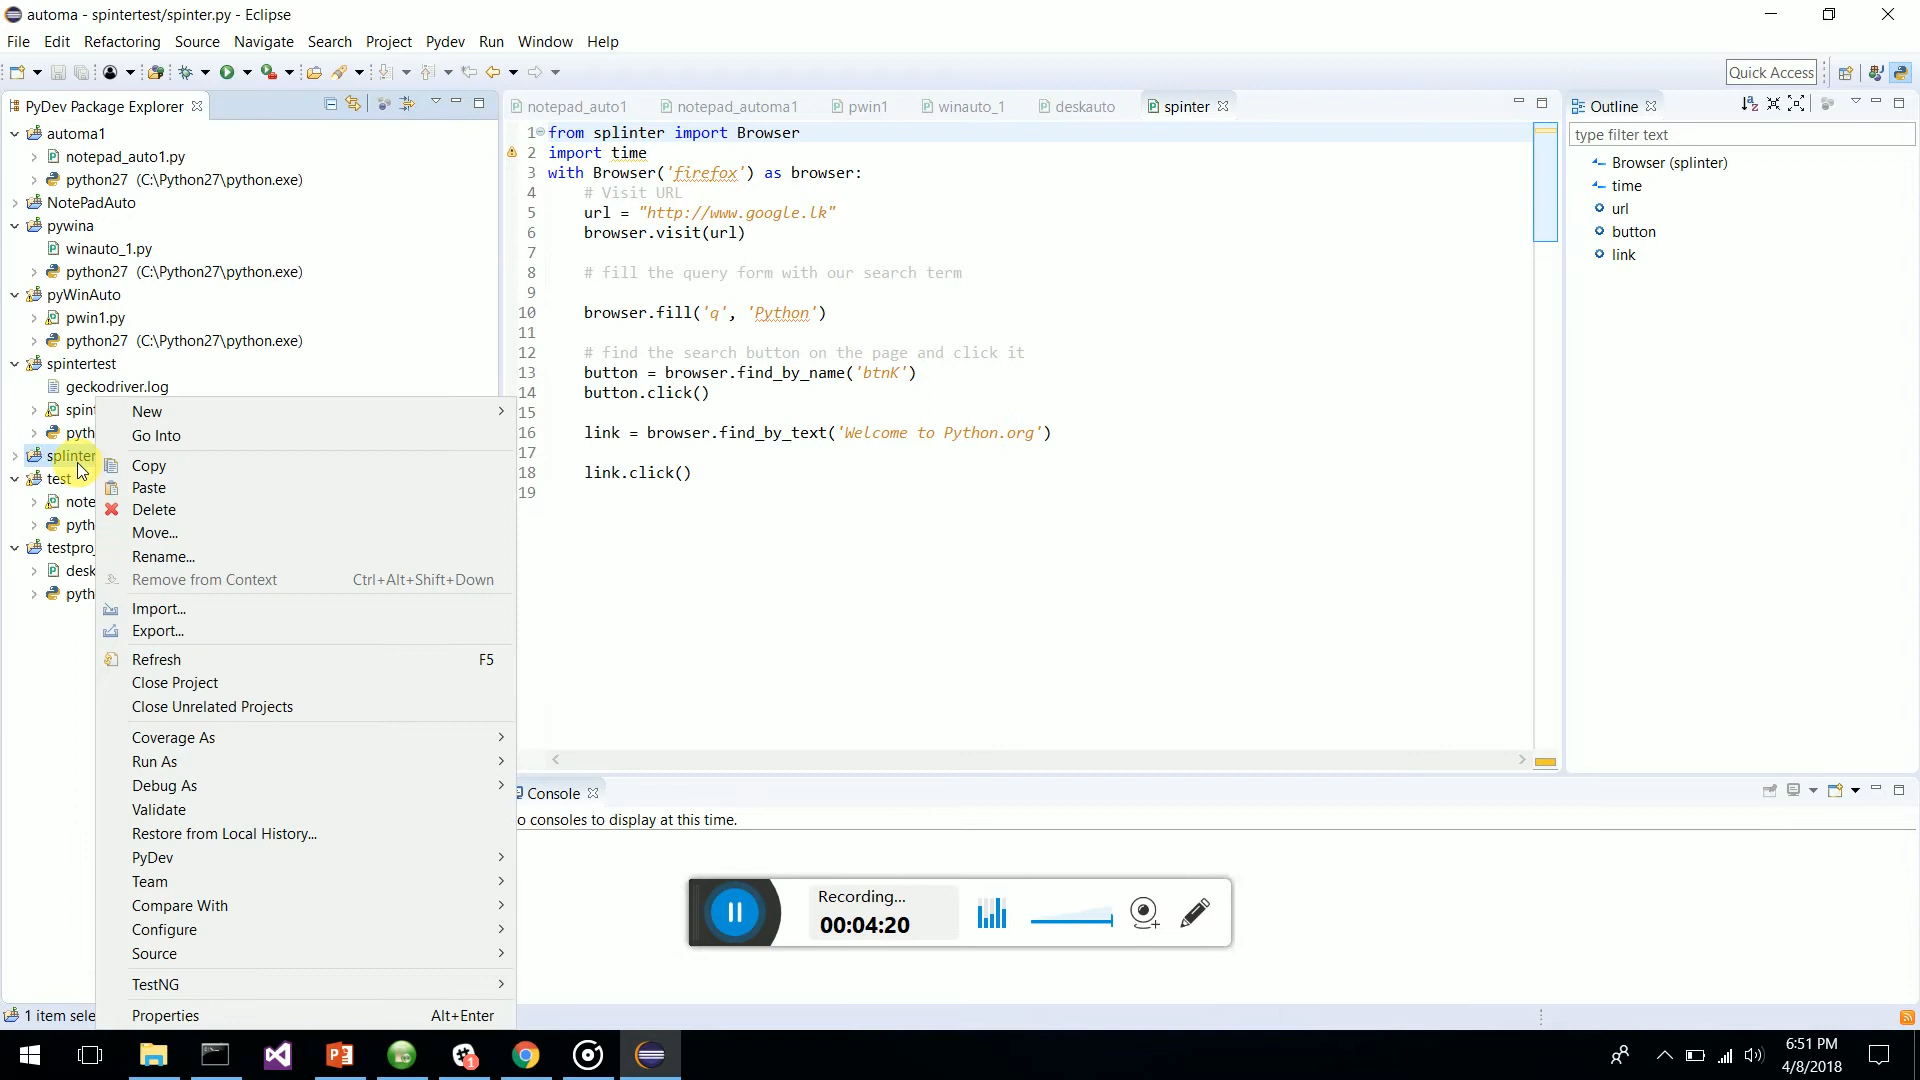 automa - spintertest/spinter.py - Eclipse
File Edit Refactoring Source Navigate Search Project Pydev Run Window Help
Quick Access
PyDev Package Explorer
automa1
notepad_auto1.py
python27 (C:\Python27\python.exe)
NotePadAuto
pywina
winauto_1.py
python27 (C:\Python27\python.exe)
pyWinAuto
pwin1.py
python27 (C:\Python27\python.exe)
spintertest
geckodriver.log
spint
pyth
splinter
test
note
pyth
testpro
desk
pyth
1 item sele
New
Go Into
Copy
Paste
Delete
Move...
Rename...
Remove from Context Ctrl+Alt+Shift+Down
Import...
Export...
Refresh F5
Close Project
Close Unrelated Projects
Coverage As
Run As
Debug As
Validate
Restore from Local History...
PyDev
Team
Compare With
Configure
Source
TestNG
Properties Alt+Enter
notepad_auto1 notepad_automa1 pwin1 winauto_1 deskauto spinter
1 from splinter import Browser
2 import time
3 with Browser('firefox') as browser:
4 # Visit URL
5 url = "http://www.google.lk"
6 browser.visit(url)
7
8 # fill the query form with our search term
9
10 browser.fill('q', 'Python')
11
12 # find the search button on the page and click it
13 button = browser.find_by_name('btnK')
14 button.click()
15
16 link = browser.find_by_text('Welcome to Python.org')
17
18 link.click()
19
Outline
type filter text
Browser (splinter)
time
url
button
link
Console
o consoles to display at this time.
Recording...
00:04:20
1
6:51 PM
4/8/2018